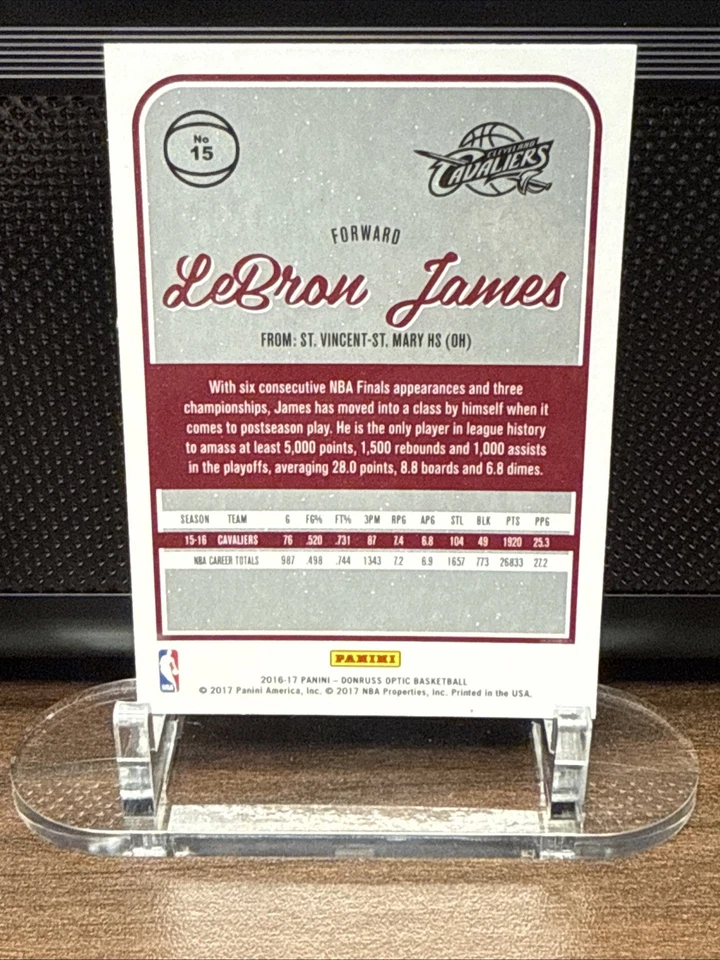 No
15
CLEVELAND
CAVALIERS
FORWARD
LeBron James
FROM: ST. VINCENT-ST. MARY HS (OH)
With six consecutive NBA Finals appearances and three
championships, James has moved into a class by himself when it
comes to postseason play. He is the only player in league history
to amass at least 5,000 points, 1,500 rebounds and 1,000 assists
in the playoffs, averaging 28.0 points, 8.8 boards and 6.8 dimes.
SEASON TEAM G FG% FT% 3PM RPG APG STL BLK PTS PPG
15-16 CAVALIERS 76 .520 .731 87 7.4 6.8 104 49 1920 25.3
NBA CAREER TOTALS 987 .498 .744 1343 7.2 6.9 1657 773 26833 27.2
PANINI
NBA
2016-17 PANINI – DONRUSS OPTIC BASKETBALL
© 2017 Panini America, Inc. © 2017 NBA Properties, Inc. Printed in the USA.